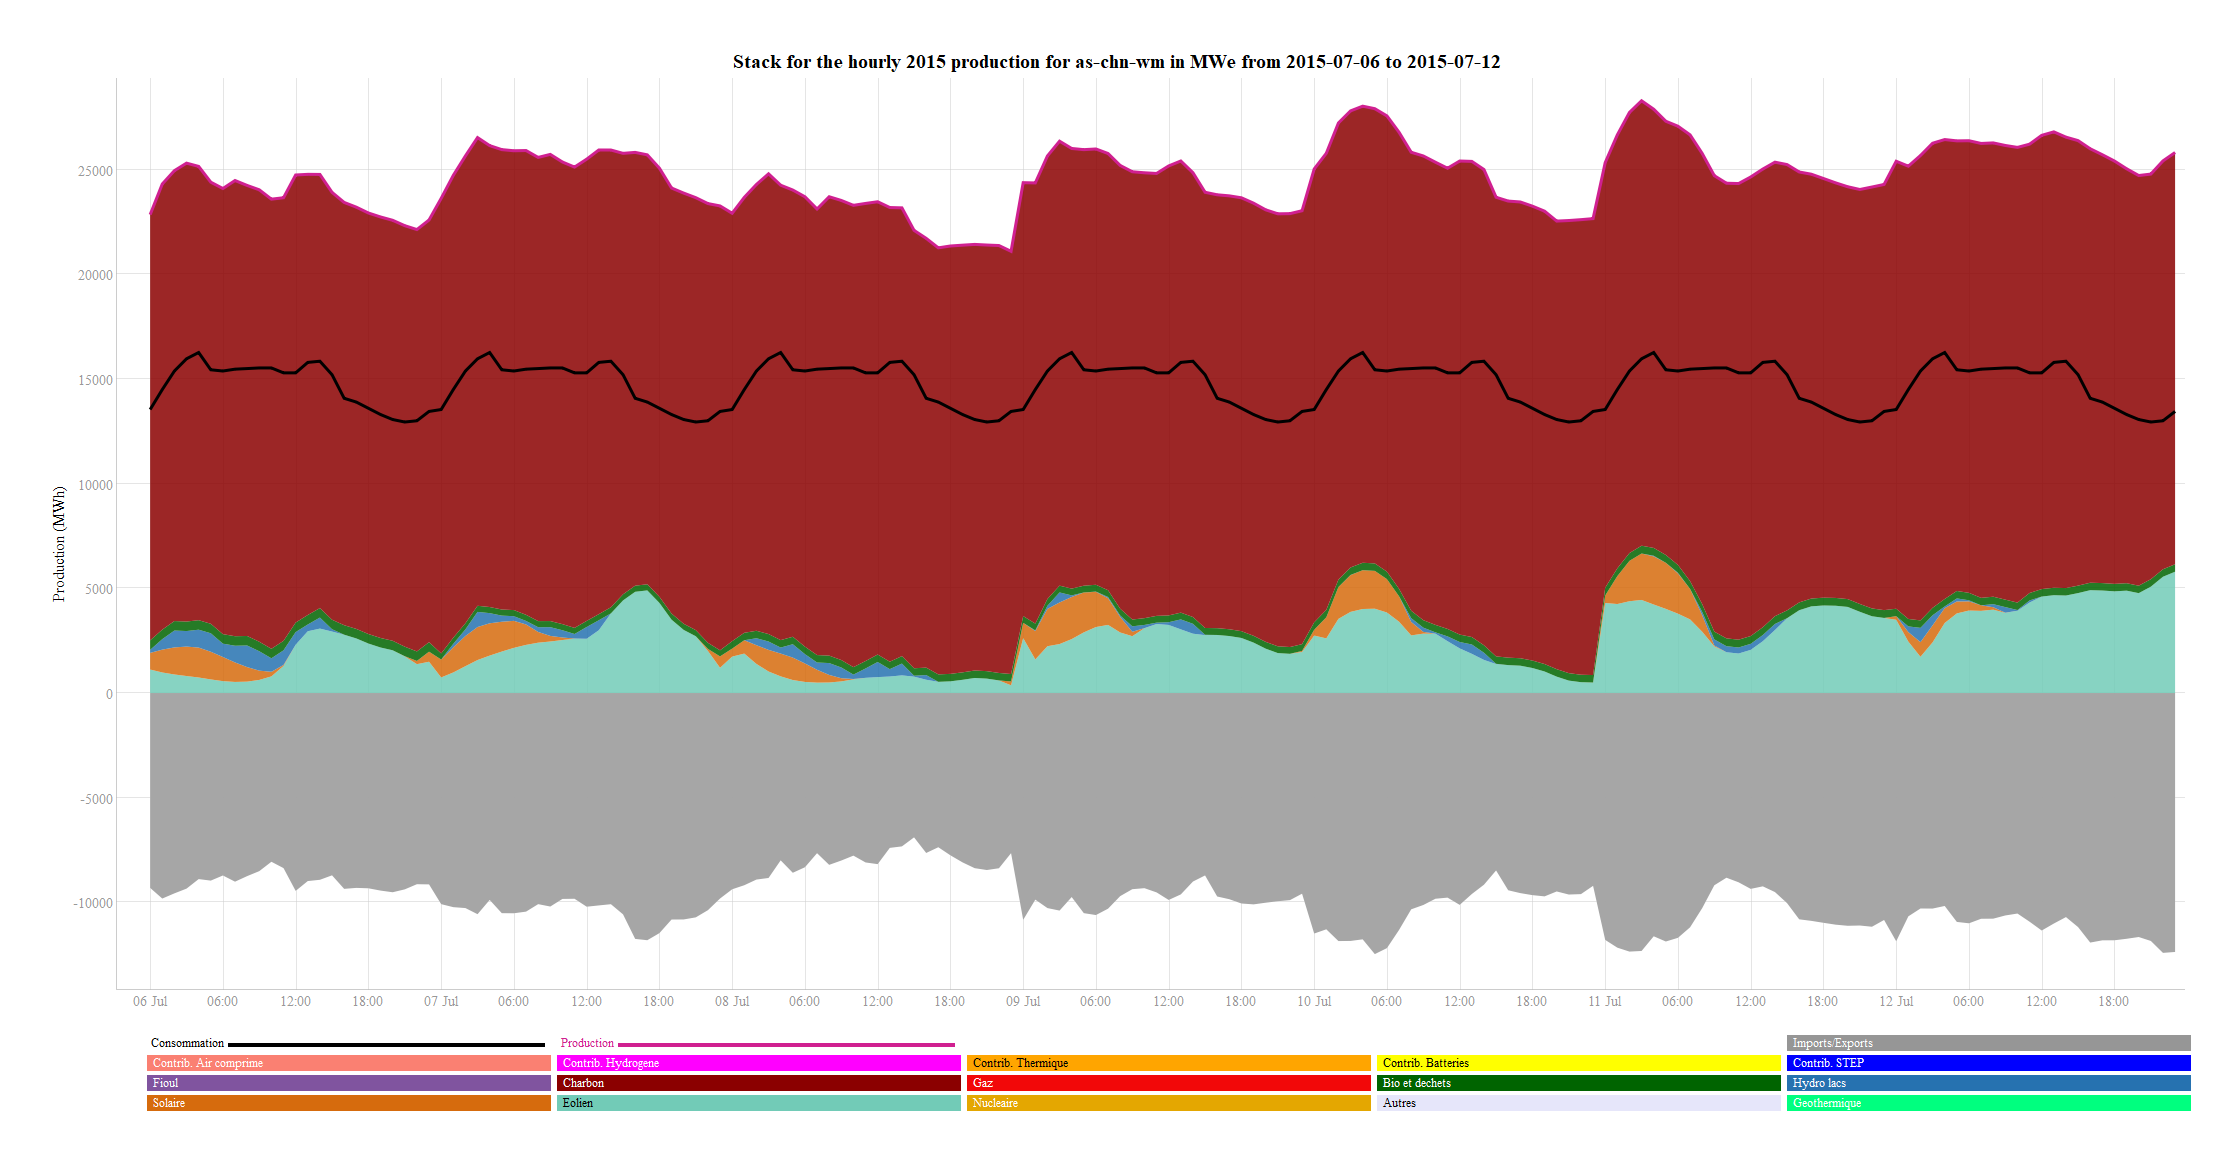 Stack for the hourly 2015 production for as-chn-wm in MWe from 2015-07-06 to 2015-07-12
25000
20000
15000
10000
5000
0
-5000
-10000
Production (MWh)
06 Jul 06:00 12:00 18:00 07 Jul 06:00 12:00 18:00 08 Jul 06:00 12:00 18:00 09 Jul 06:00 12:00 18:00 10 Jul 06:00 12:00 18:00 11 Jul 06:00 12:00 18:00 12 Jul 06:00 12:00 18:00
Consommation Production Imports/Exports
Contrib. Air comprime Contrib. Hydrogene Contrib. Thermique Contrib. Batteries Contrib. STEP
Fioul Charbon Gaz Bio et dechets Hydro lacs
Solaire Eolien Nucleaire Autres Geothermique